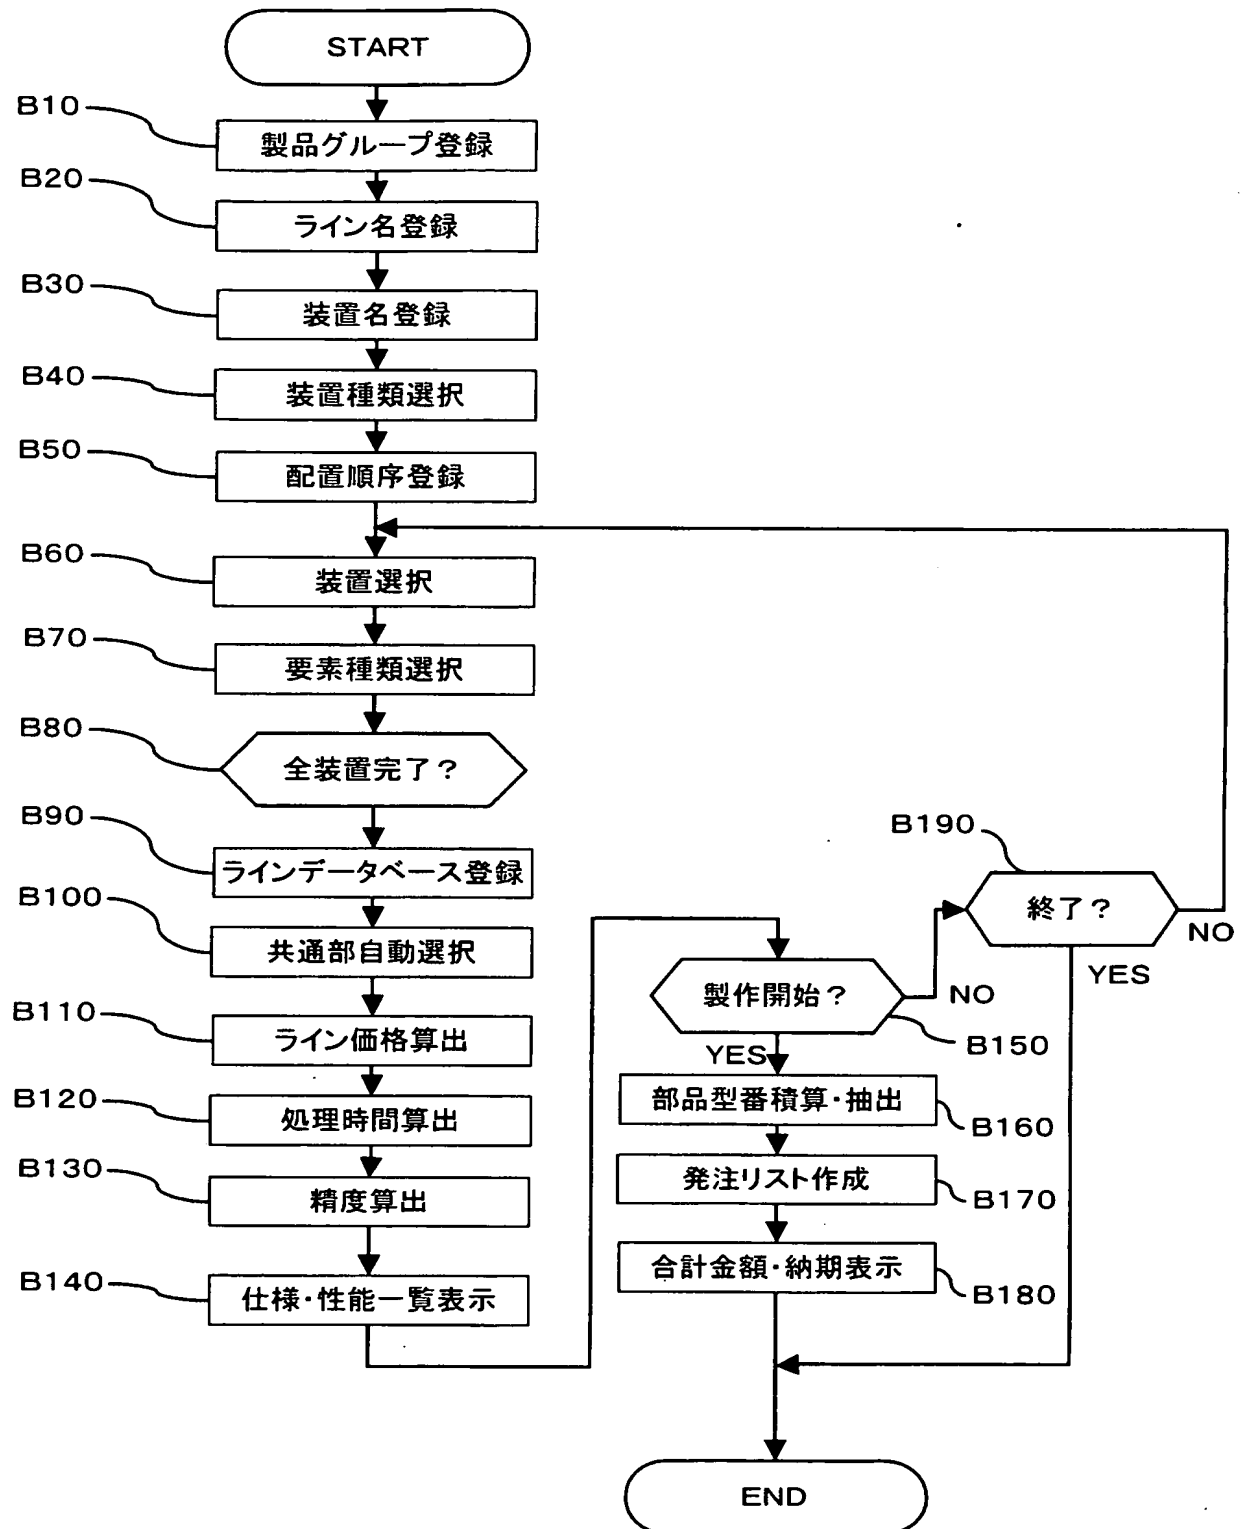 START
B10
製品グループ登録
B20
ライン名登録
B30
装置名登録
B40
装置種類選択
B50
配置順序登録
B60
装置選択
B70
要素種類選択
B80
全装置完了?
B90
ラインデータベース登録
B100
共通部自動選択
B110
ライン価格算出
B120
処理時間算出
B130
精度算出
B140
仕様・性能一覧表示
B190
終了?
NO
YES
製作開始?
NO
B150
YES
部品型番積算・抽出
B160
発注リスト作成
B170
合計金額・納期表示
B180
END